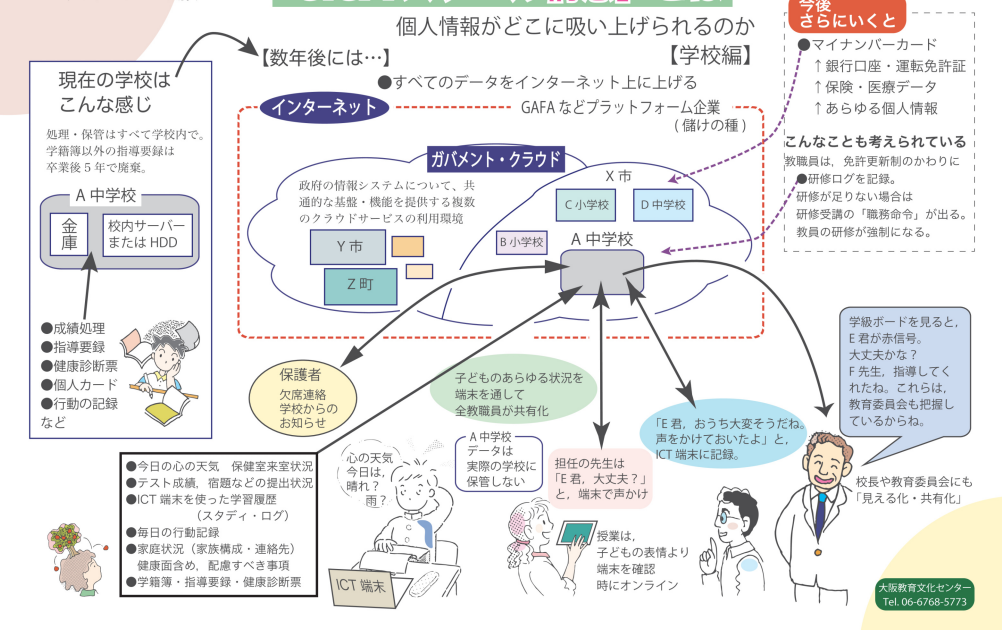 個人情報がどこに吸い上げられるのか
【学校編】
【数年後には…】
●すべてのデータをインターネット上に上げる
現在の学校は
こんな感じ
処理・保管はすべて学校内で。
学籍簿以外の指導要録は
卒業後５年で廃棄。
A 中学校
金庫
校内サーバー
または HDD
●成績処理
●指導要録
●健康診断票
●個人カード
●行動の記録
など
インターネット
GAFA などプラットフォーム企業
( 儲けの種 )
ガバメント・クラウド
政府の情報システムについて、共
通的な基盤・機能を提供する複数
のクラウドサービスの利用環境
Y 市
Z 町
X 市
C 小学校
D 中学校
B 小学校
A 中学校
今後
さらにいくと
●マイナンバーカード
↑銀行口座・運転免許証
↑保険・医療データ
↑あらゆる個人情報
こんなことも考えられている
教職員は，免許更新制のかわりに
●研修ログを記録。
研修が足りない場合は
研修受講の「職務命令」が出る。
教員の研修が強制になる。
保護者
欠席連絡
学校からの
お知らせ
子どものあらゆる状況を
端末を通して
全教職員が共有化
A 中学校
データは
実際の学校に
保管しない
担任の先生は
「E 君，大丈夫？」
と，端末で声かけ
「E 君，おうち大変そうだね。
声をかけておいたよ」と，
ICT 端末に記録。
学級ボードを見ると，
E 君が赤信号。
大丈夫かな？
F 先生，指導してく
れたね。これらは，
教育委員会も把握し
ているからね。
校長や教育委員会にも
「見える化・共有化」
●今日の心の天気　保健室来室状況
●テスト成績，宿題などの提出状況
●ICT 端末を使った学習履歴
（スタディ・ログ）
●毎日の行動記録
●家庭状況（家族構成・連絡先）
健康面含め，配慮すべき事項
●学籍簿・指導要録・健康診断票
心の天気
今日は，
晴れ？
雨？
ICT 端末
授業は，
子どもの表情より
端末を確認
時にオンライン
大阪教育文化センター
Tel. 06-6768-5773